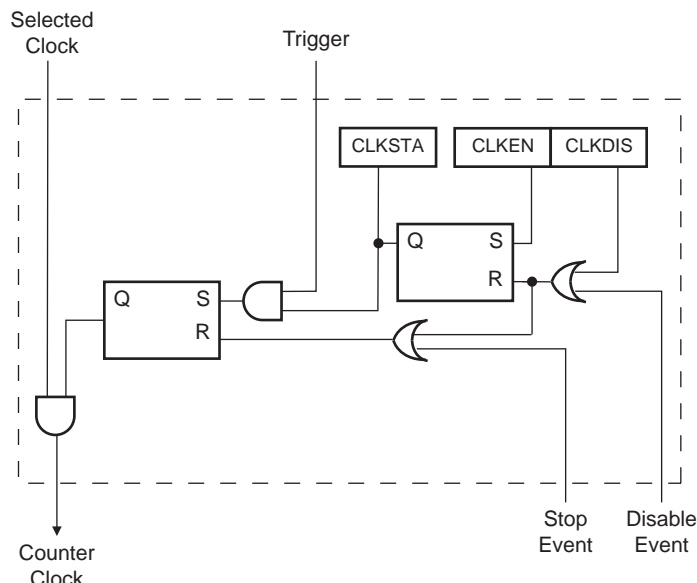 Selected
Clock
Trigger
CLKSTA
CLKEN
CLKDIS
Q
S
R
Q
S
R
Stop
Event
Disable
Event
Counter
Clock